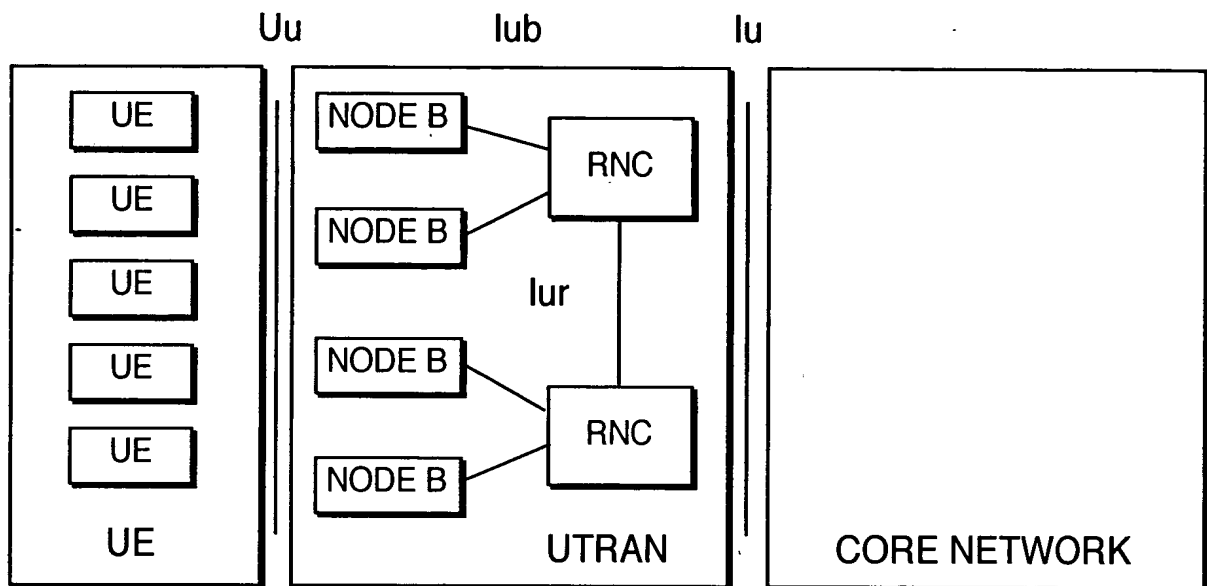 Uu Iub Iu
UE
UE
UE
UE
UE
UE
NODE B
NODE B
RNC
Iur
NODE B
NODE B
RNC
UTRAN
CORE NETWORK